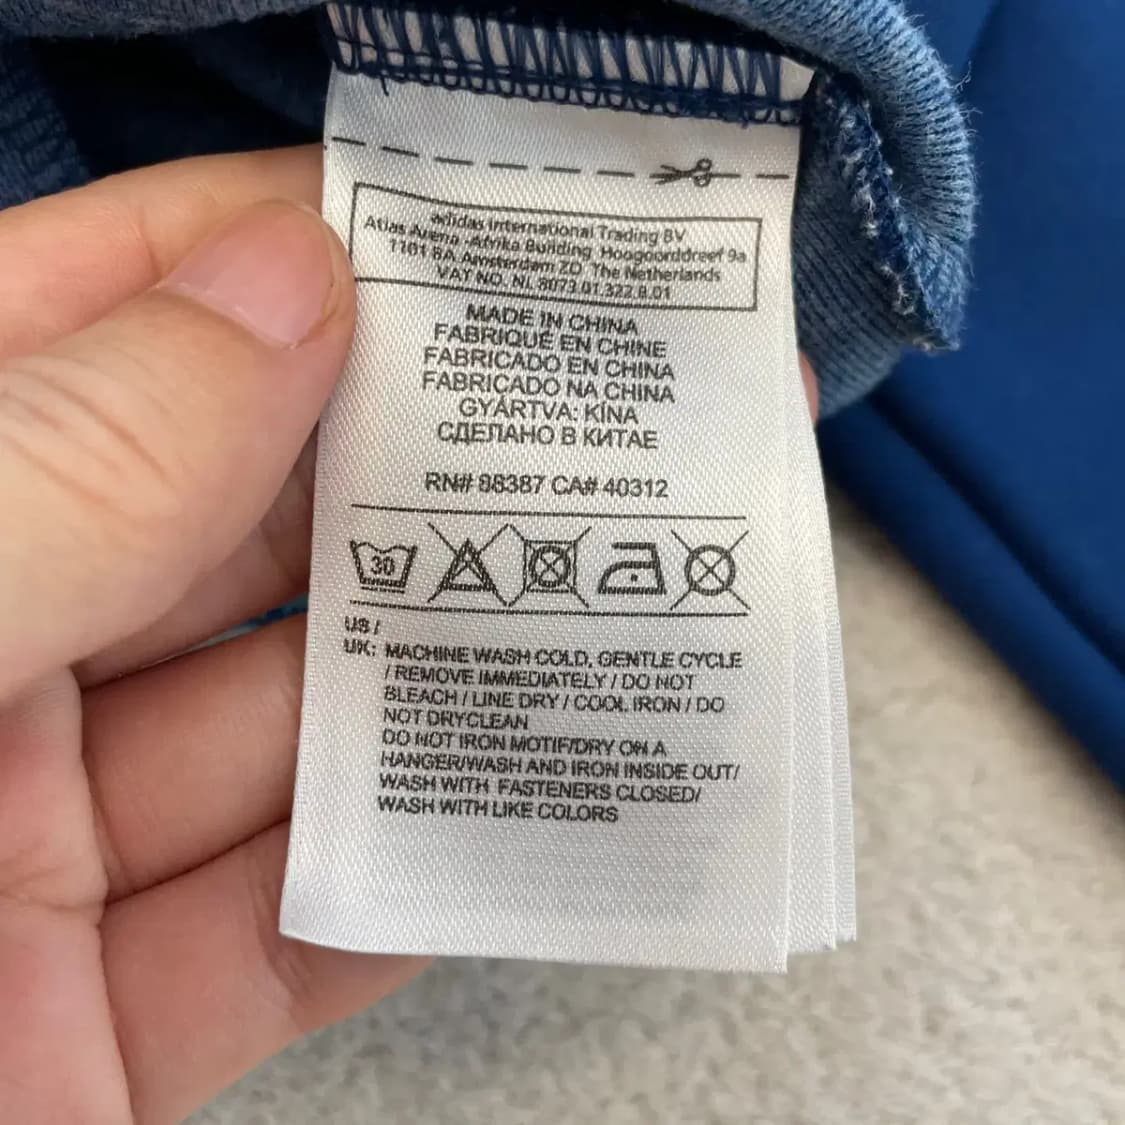 adidas International Trading BV
Atlas Arena -Afrika Building Hoogoorddreef 9a
1101 BA Amsterdam ZO The Netherlands
VAT NO. NL 8073.01.322.B.01
MADE IN CHINA
FABRIQUÉ EN CHINE
FABRICADO EN CHINA
FABRICADO NA CHINA
GYÁRTVA: KÍNA
СДЕЛАНО В КИТАЕ
RN# 88387 CA# 40312
30
US /
UK: MACHINE WASH COLD, GENTLE CYCLE
/ REMOVE IMMEDIATELY / DO NOT
BLEACH / LINE DRY / COOL IRON / DO
NOT DRYCLEAN
DO NOT IRON MOTIF/DRY ON A
HANGER/WASH AND IRON INSIDE OUT/
WASH WITH FASTENERS CLOSED/
WASH WITH LIKE COLORS